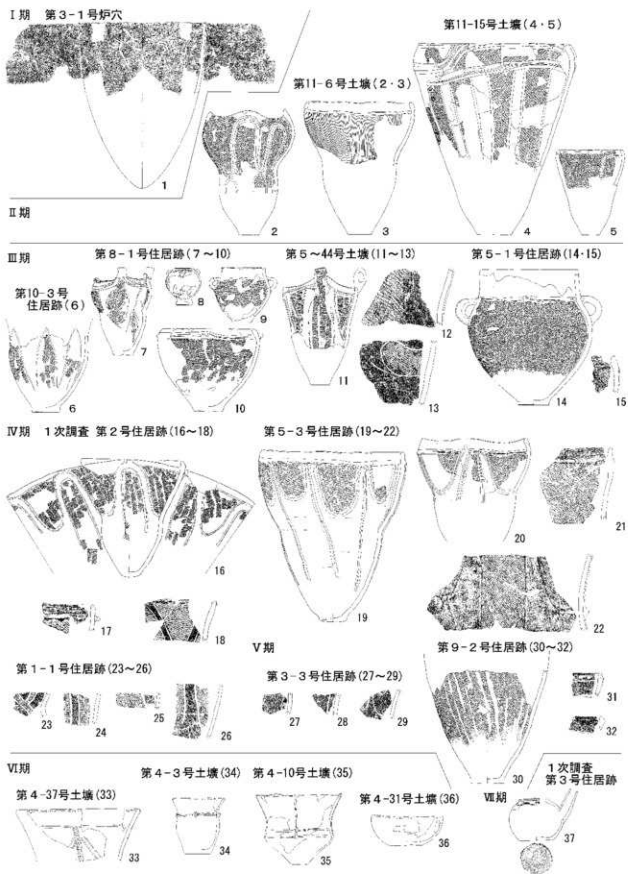 Ⅰ期 第3-1号炉穴
1
第11-6号土壙(2・3)
2
3
第11-15号土壙(4・5)
4
5
Ⅱ期
Ⅲ期
第10-3号
住居跡(6)
6
第8-1号住居跡(7～10)
7
8
9
10
第5～44号土壙(11～13)
11
12
13
第5-1号住居跡(14・15)
14
15
Ⅳ期 1次調査 第2号住居跡(16～18)
16
17
18
第5-3号住居跡(19～22)
19
20
21
22
第1-1号住居跡(23～26)
23
24
25
26
Ⅴ期
第3-3号住居跡(27～29)
27
28
29
第9-2号住居跡(30～32)
30
31
32
Ⅵ期
第4-37号土壙(33)
33
第4-3号土壙(34)
34
第4-10号土壙(35)
35
第4-31号土壙(36)
36
Ⅶ期
1次調査
第3号住居跡
37